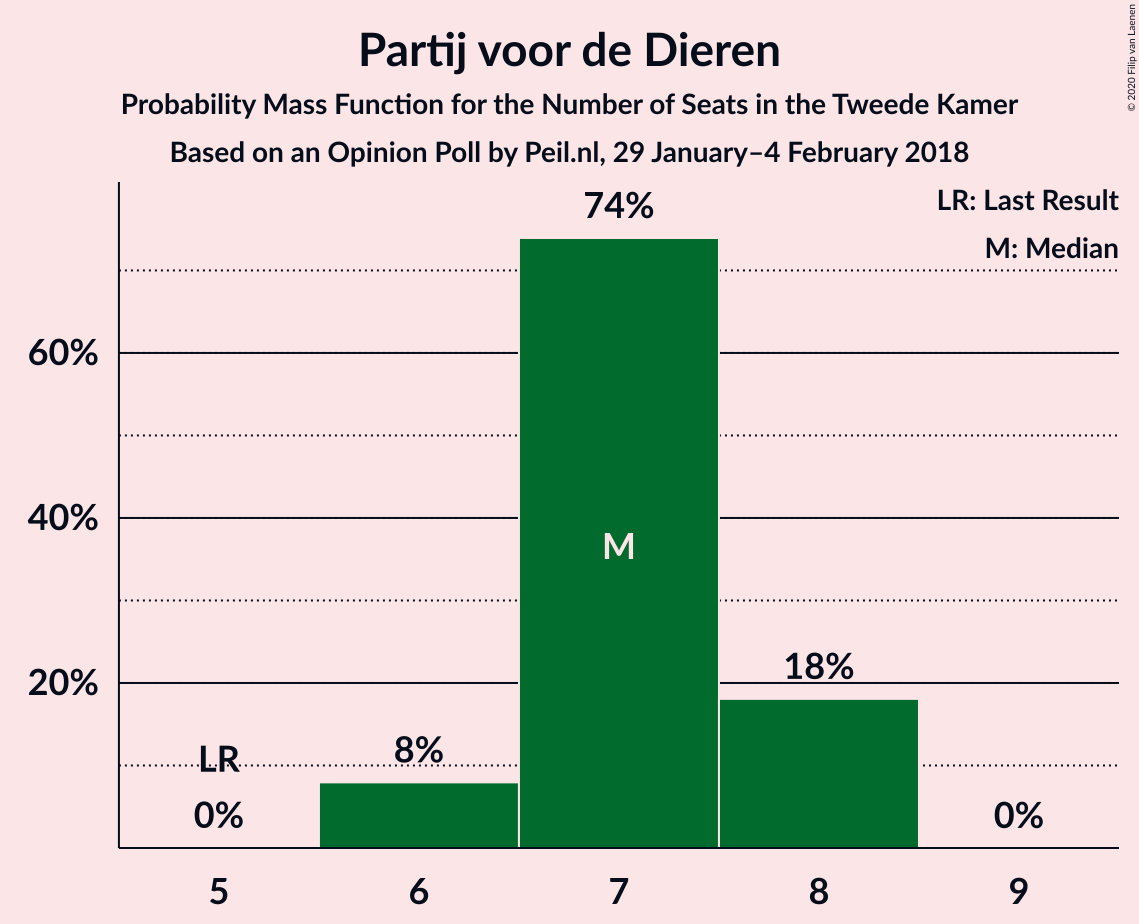 Partij voor de Dieren
Probability Mass Function for the Number of Seats in the Tweede Kamer
Based on an Opinion Poll by Peil.nl, 29 January–4 February 2018
© 2020 Filip van Laenen
LR: Last Result
M: Median
74%
60%
40%
20%
M
18%
8%
LR
0%
0%
5 6 7 8 9